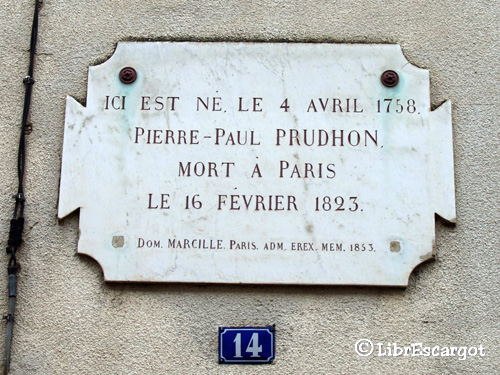 ICI EST NÉ, LE 4 AVRIL 1758,
PIERRE-PAUL PRUDHON,
MORT À PARIS
LE 16 FÉVRIER 1823.
DOM. MARCILLE. PARIS. ADM. EREX. MEM. 1853.
14
©LibrEscargot